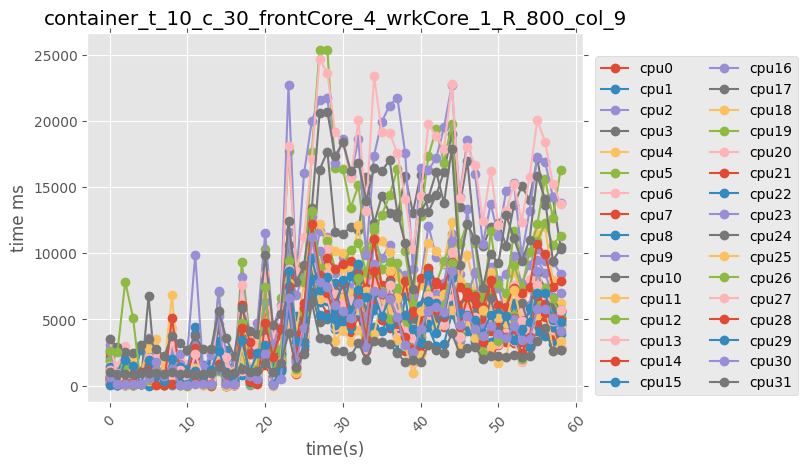 container_t_10_c_30_frontCore_4_wrkCore_1_R_800_col_9
time ms
25000
20000
15000
10000
5000
0
0
10
20
30
40
50
60
time(s)
cpu0
cpu1
cpu2
cpu3
cpu4
cpu5
cpu6
cpu7
cpu8
cpu9
cpu10
cpu11
cpu12
cpu13
cpu14
cpu15
cpu16
cpu17
cpu18
cpu19
cpu20
cpu21
cpu22
cpu23
cpu24
cpu25
cpu26
cpu27
cpu28
cpu29
cpu30
cpu31